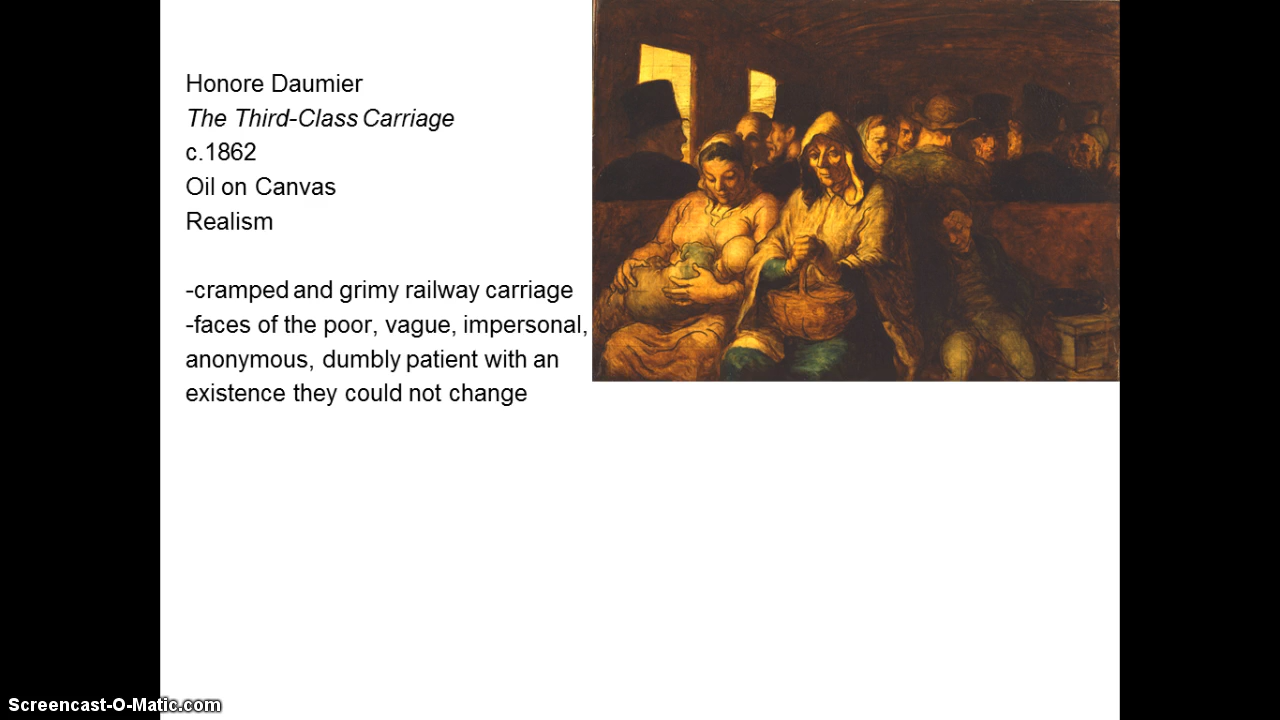 Honore Daumier
The Third-Class Carriage
c.1862
Oil on Canvas
Realism
-cramped and grimy railway carriage
-faces of the poor, vague, impersonal,
anonymous, dumbly patient with an
existence they could not change
Screencast-O-Matic.com